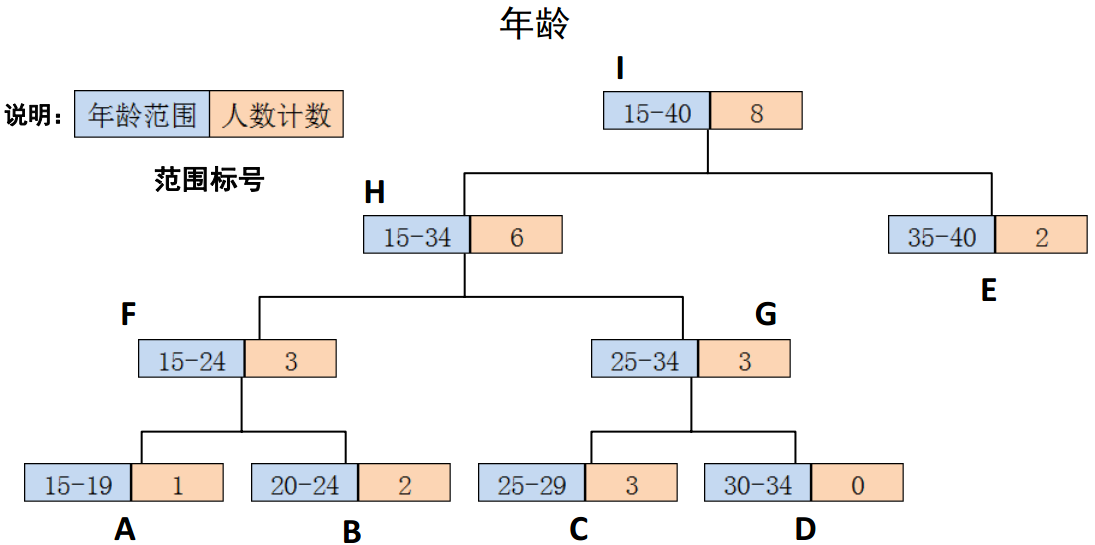 年龄
I
说明：年龄范围 人数计数
15-40 8
范围标号
H
15-34 6
35-40 2
E
F
G
15-24 3
25-34 3
15-19 1
20-24 2
25-29 3
30-34 0
A
B
C
D